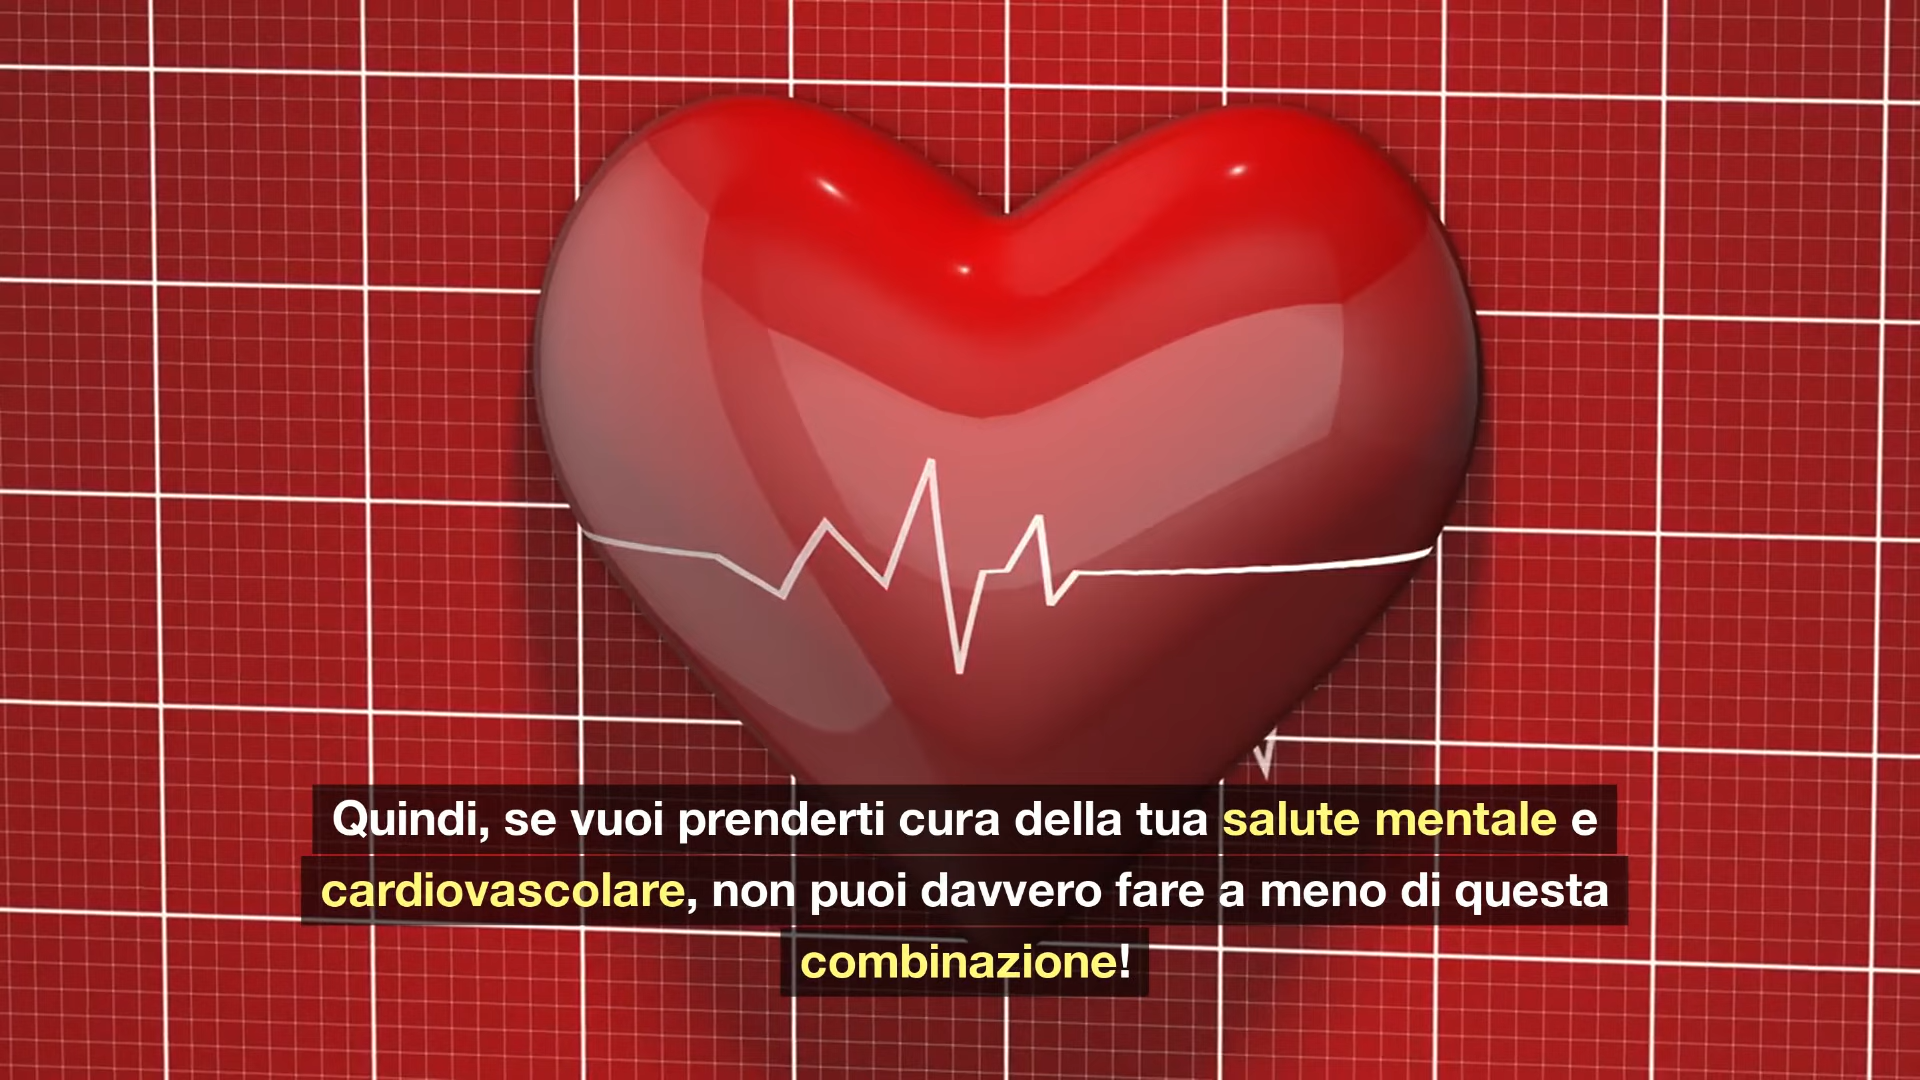 Quindi, se vuoi prenderti cura della tua salute mentale e
cardiovascolare, non puoi davvero fare a meno di questa
combinazione!